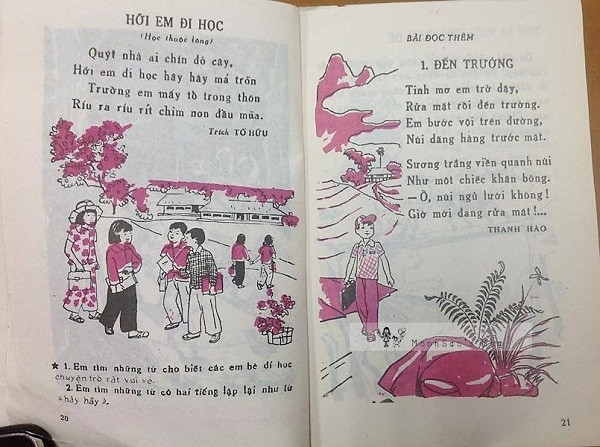 HỠI EM ĐI HỌC
(Học thuộc lòng)
Quýt nhà ai chín đỏ cây,
Hỡi em đi học hây hây má tròn
Trường em mấy tổ trong thôn
Ríu ra ríu rít chim non đầu mùa.
Trích TỐ HỮU
★ 1. Em tìm những từ cho biết các em bé đi học
chuyện trò rất vui vẻ.
2. Em tìm những từ có hai tiếng lặp lại như từ
«hây hây».
20
BÀI ĐỌC THÊM
1. ĐẾN TRƯỜNG
Tinh mơ em trở dậy,
Rửa mặt rồi đến trường.
Em bước vội trên đường,
Núi dăng hàng trước mặt.
Sương trắng viền quanh núi
Như một chiếc khăn bông.
— Ồ, núi ngủ lười không!
Giờ mới đang rửa mặt!...
THANH HÀO
21